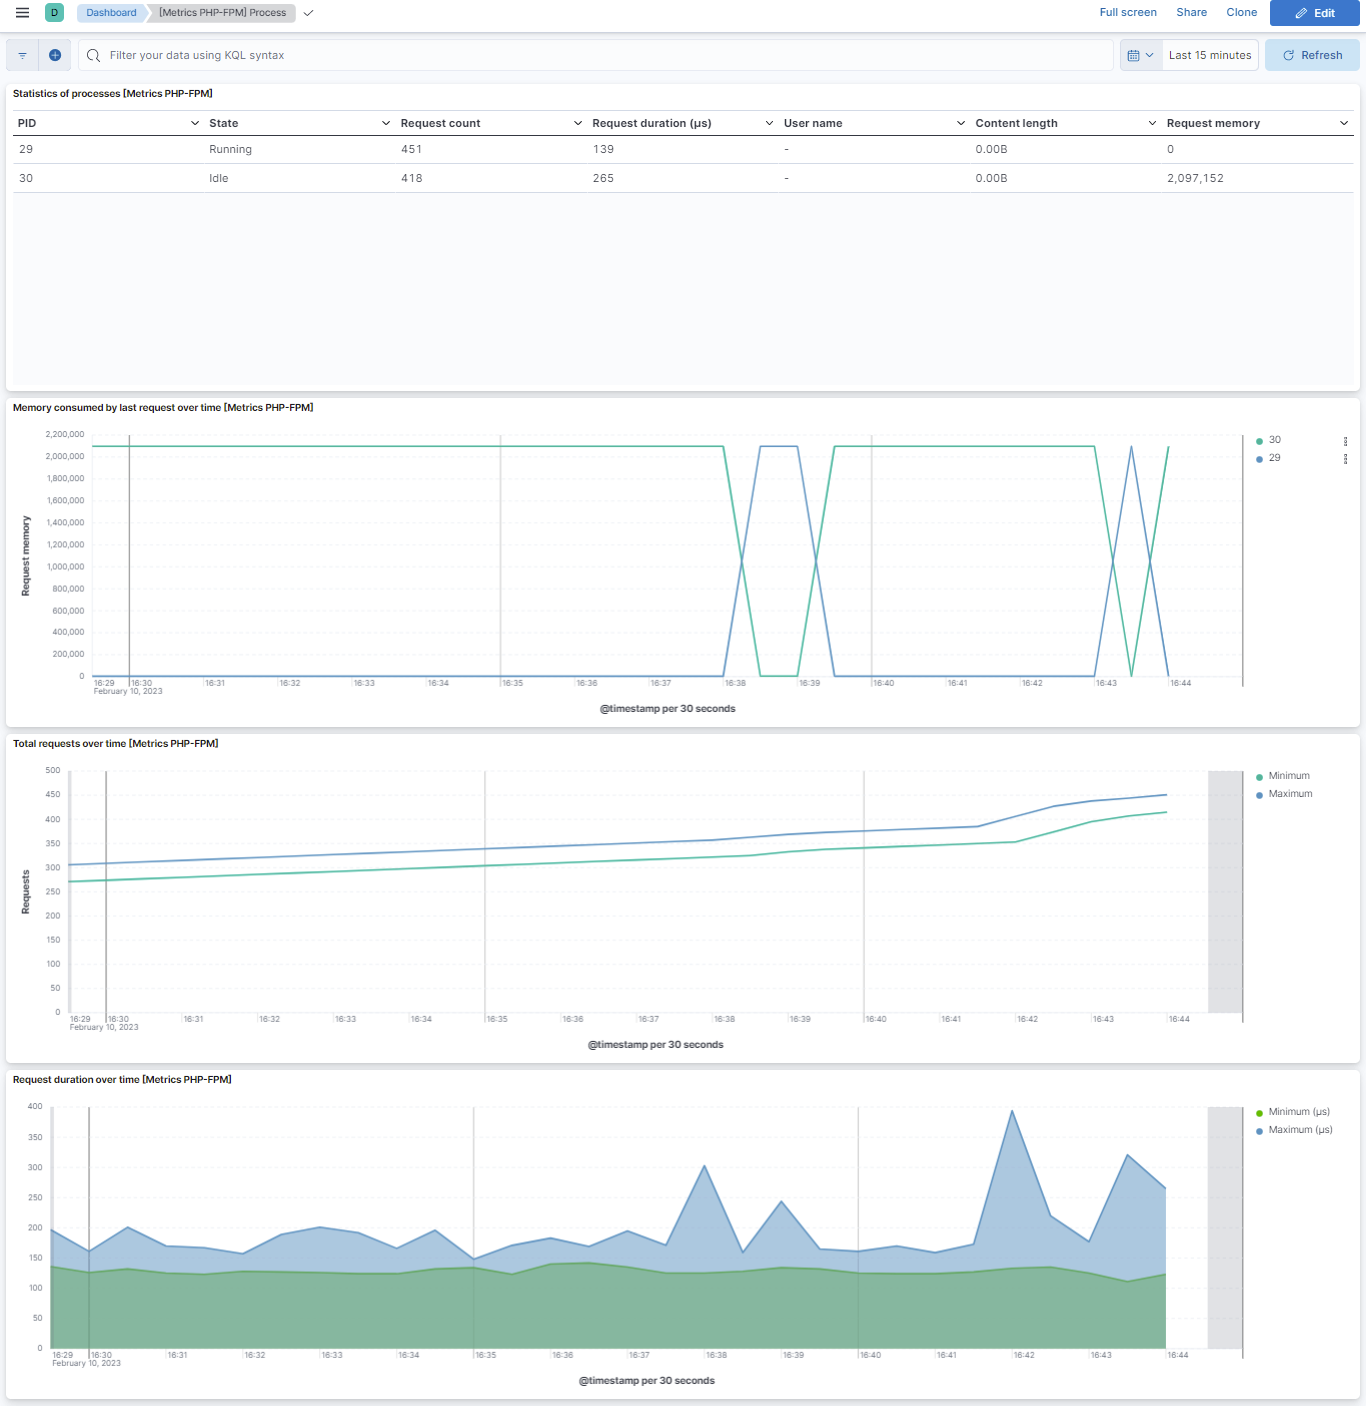 D Dashboard [Metrics PHP-FPM] Process Full screen Share Clone Edit
Filter your data using KQL syntax Last 15 minutes Refresh
Statistics of processes [Metrics PHP-FPM]
PID State Request count Request duration (μs) User name Content length Request memory
29 Running 451 139 - 0.00B 0
30 Idle 418 265 - 0.00B 2,097,152
Memory consumed by last request over time [Metrics PHP-FPM]
2,200,000
2,000,000
1,800,000
1,600,000
1,400,000
1,200,000
1,000,000
800,000
600,000
400,000
200,000
0
Request memory
30
29
16:29 16:30 16:31 16:32 16:33 16:34 16:35 16:36 16:37 16:38 16:39 16:40 16:41 16:42 16:43 16:44
February 10, 2023
@timestamp per 30 seconds
Total requests over time [Metrics PHP-FPM]
500
450
400
350
300
250
200
150
100
50
0
Requests
Minimum
Maximum
16:29 16:30 16:31 16:32 16:33 16:34 16:35 16:36 16:37 16:38 16:39 16:40 16:41 16:42 16:43 16:44
February 10, 2023
@timestamp per 30 seconds
Request duration over time [Metrics PHP-FPM]
400
350
300
250
200
150
100
50
0
Minimum (μs)
Maximum (μs)
16:29 16:30 16:31 16:32 16:33 16:34 16:35 16:36 16:37 16:38 16:39 16:40 16:41 16:42 16:43 16:44
February 10, 2023
@timestamp per 30 seconds